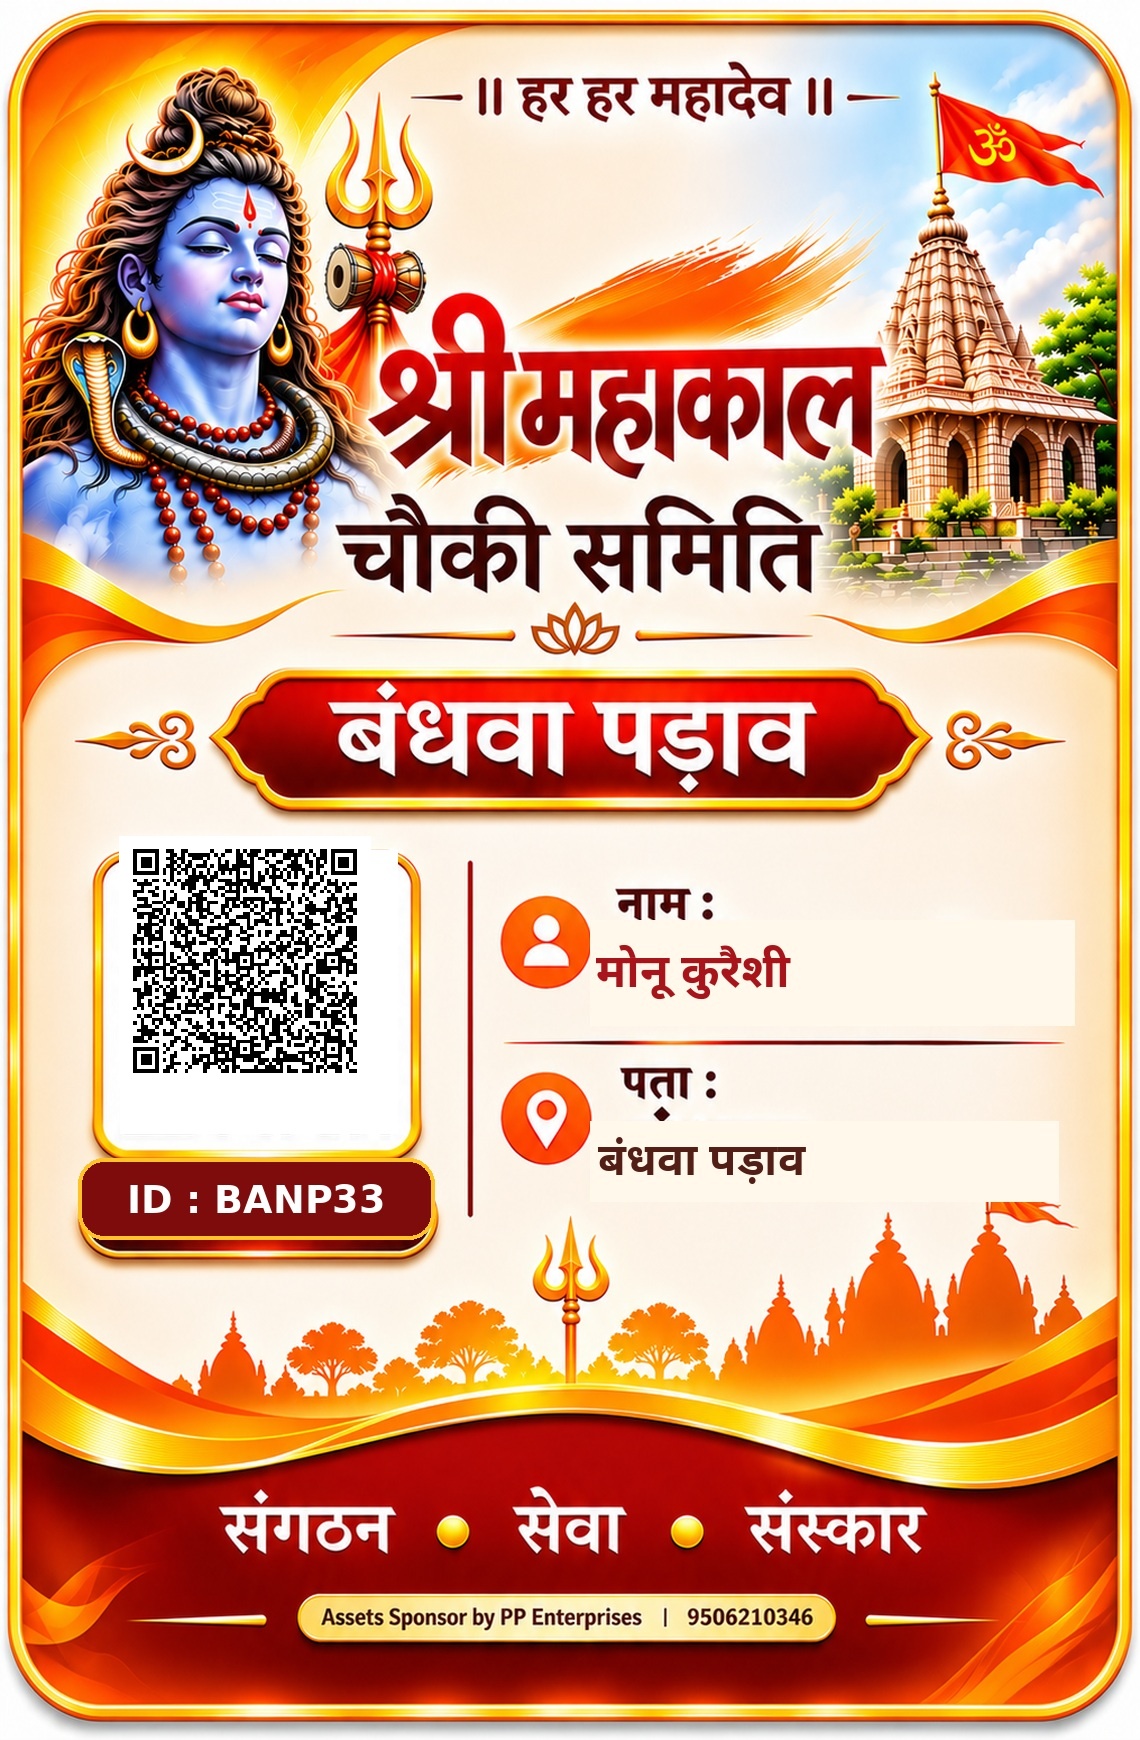 ॥ हर हर महादेव ॥
ॐ
श्री महाकाल
चौकी समिति
बंधवा पड़ाव
नाम :
मोनू कुरैशी
पता :
बंधवा पड़ाव
ID : BANP33
संगठन • सेवा • संस्कार
Assets Sponsor by PP Enterprises | 9506210346